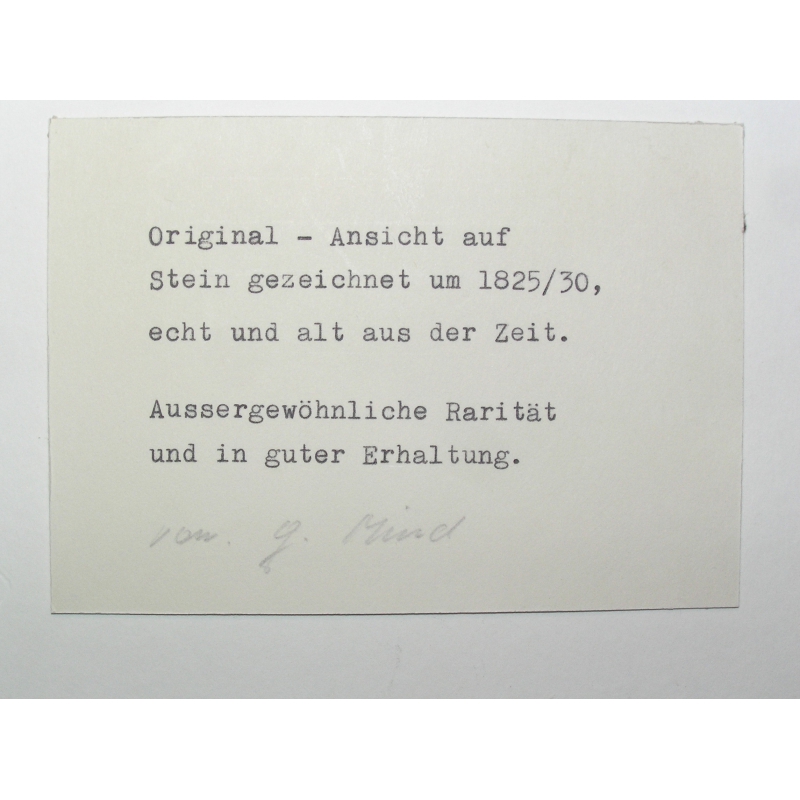 Original - Ansicht auf
Stein gezeichnet um 1825/30,
echt und alt aus der Zeit.
Aussergewöhnliche Rarität
und in guter Erhaltung.
G. Mind